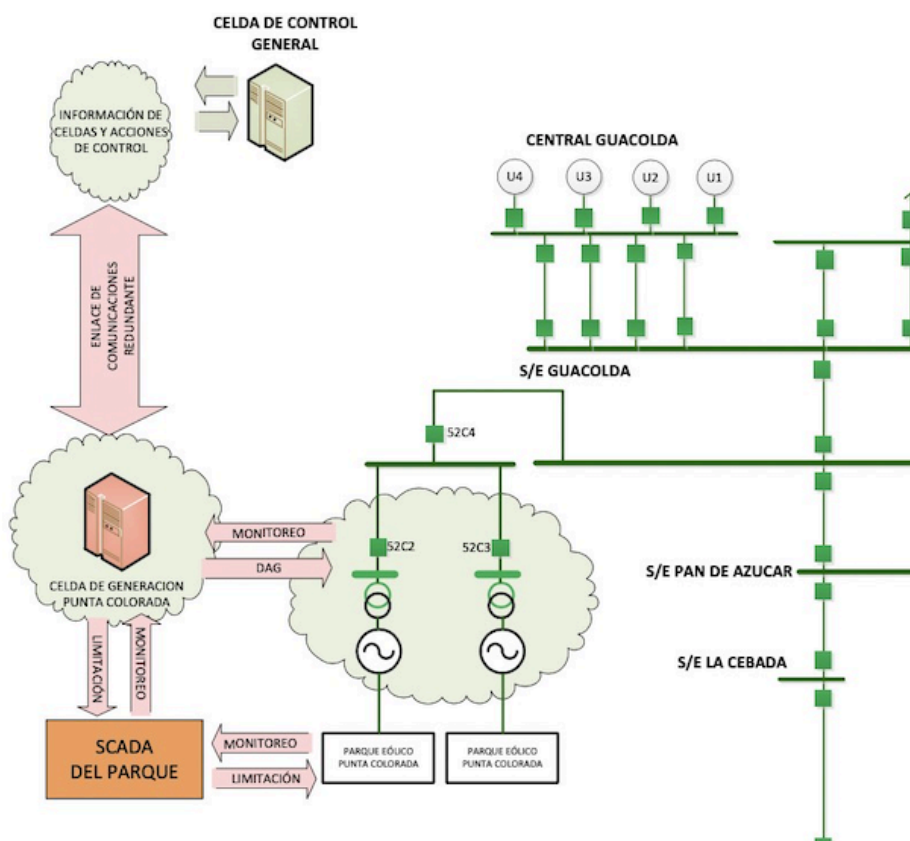 CELDA DE CONTROL
GENERAL
INFORMACIÓN DE
CELDAS Y ACCIONES
DE CONTROL
CENTRAL GUACOLDA
U4
U3
U2
U1
S/E GUACOLDA
ENLACE DE
COMUNICACIONES
REDUNDANTE
52C4
MONITOREO
DAG
52C2
52C3
CELDA DE GENERACION
PUNTA COLORADA
S/E PAN DE AZUCAR
S/E LA CEBADA
LIMITACIÓN
MONITOREO
SCADA
DEL PARQUE
MONITOREO
LIMITACIÓN
PARQUE EÓLICO
PUNTA COLORADA
PARQUE EÓLICO
PUNTA COLORADA